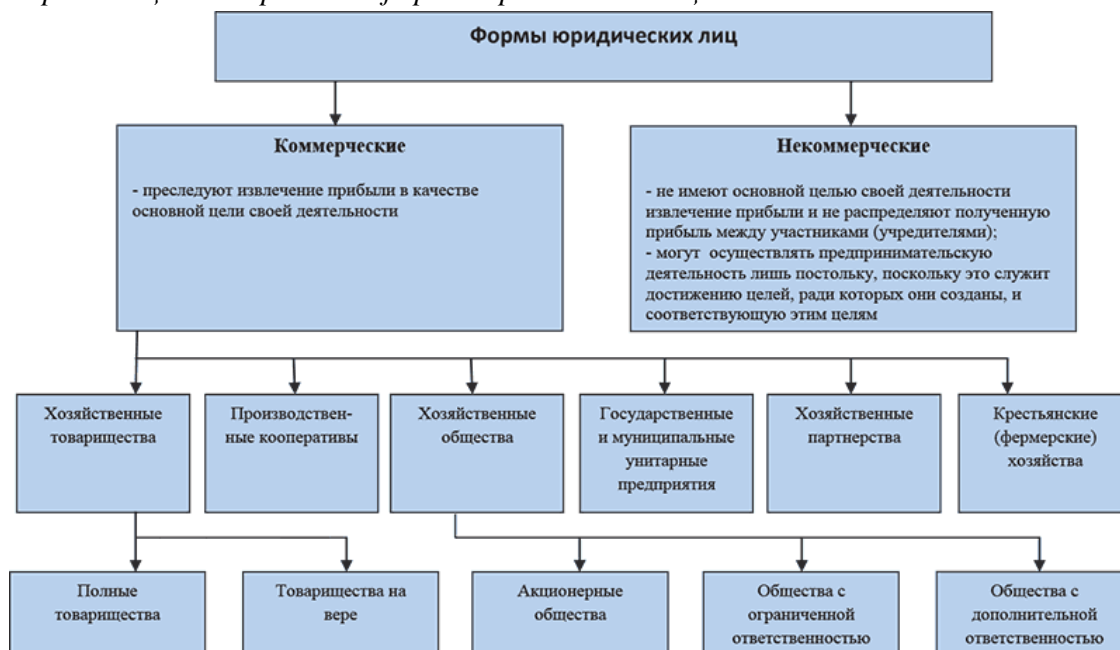 Формы юридических лиц
Коммерческие
- преследуют извлечение прибыли в качестве
основной цели своей деятельности
Некоммерческие
- не имеют основной целью своей деятельности
извлечение прибыли и не распределяют полученную
прибыль между участниками (учредителями);
- могут осуществлять предпринимательскую
деятельность лишь постольку, поскольку это служит
достижению целей, ради которых они созданы, и
соответствующую этим целям
Хозяйственные
товарищества
Производствен-
ные кооперативы
Хозяйственные
общества
Государственные
и муниципальные
унитарные
предприятия
Хозяйственные
партнерства
Крестьянские
(фермерские)
хозяйства
Полные
товарищества
Товарищества на
вере
Акционерные
общества
Общества с
ограниченной
ответственностью
Общества с
дополнительной
ответственностью